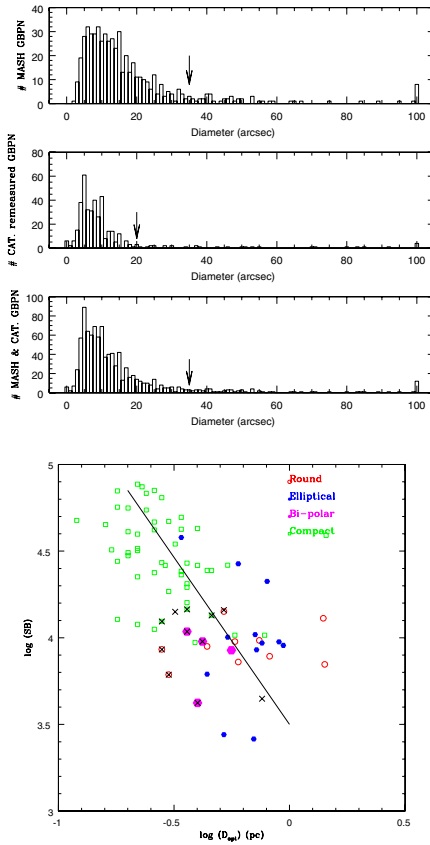 # MASH GBPN
40
30
20
10
0
0 20 40 60 80 100
Diameter (arcsec)
# CAT. remeasured GBPN
80
60
40
20
0
0 20 40 60 80 100
Diameter (arcsec)
# MASH & CAT. GBPN
100
80
60
40
20
0
0 20 40 60 80 100
Diameter (arcsec)
Round
Elliptical
Bi-polar
Compact
log (SB)
5
4.5
4
3.5
3
-1 -0.5 0 0.5
log (D_opt) (pc)